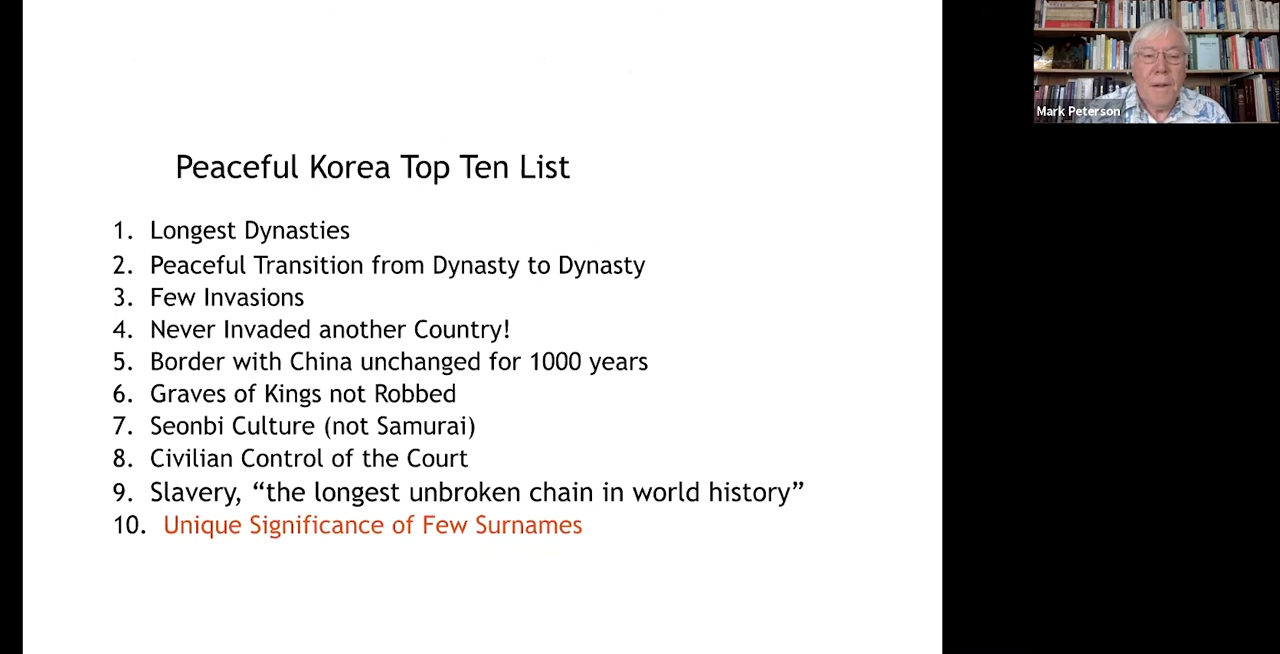 Peaceful Korea Top Ten List
1. Longest Dynasties
2. Peaceful Transition from Dynasty to Dynasty
3. Few Invasions
4. Never Invaded another Country!
5. Border with China unchanged for 1000 years
6. Graves of Kings not Robbed
7. Seonbi Culture (not Samurai)
8. Civilian Control of the Court
9. Slavery, “the longest unbroken chain in world history”
10. Unique Significance of Few Surnames
Mark Peterson